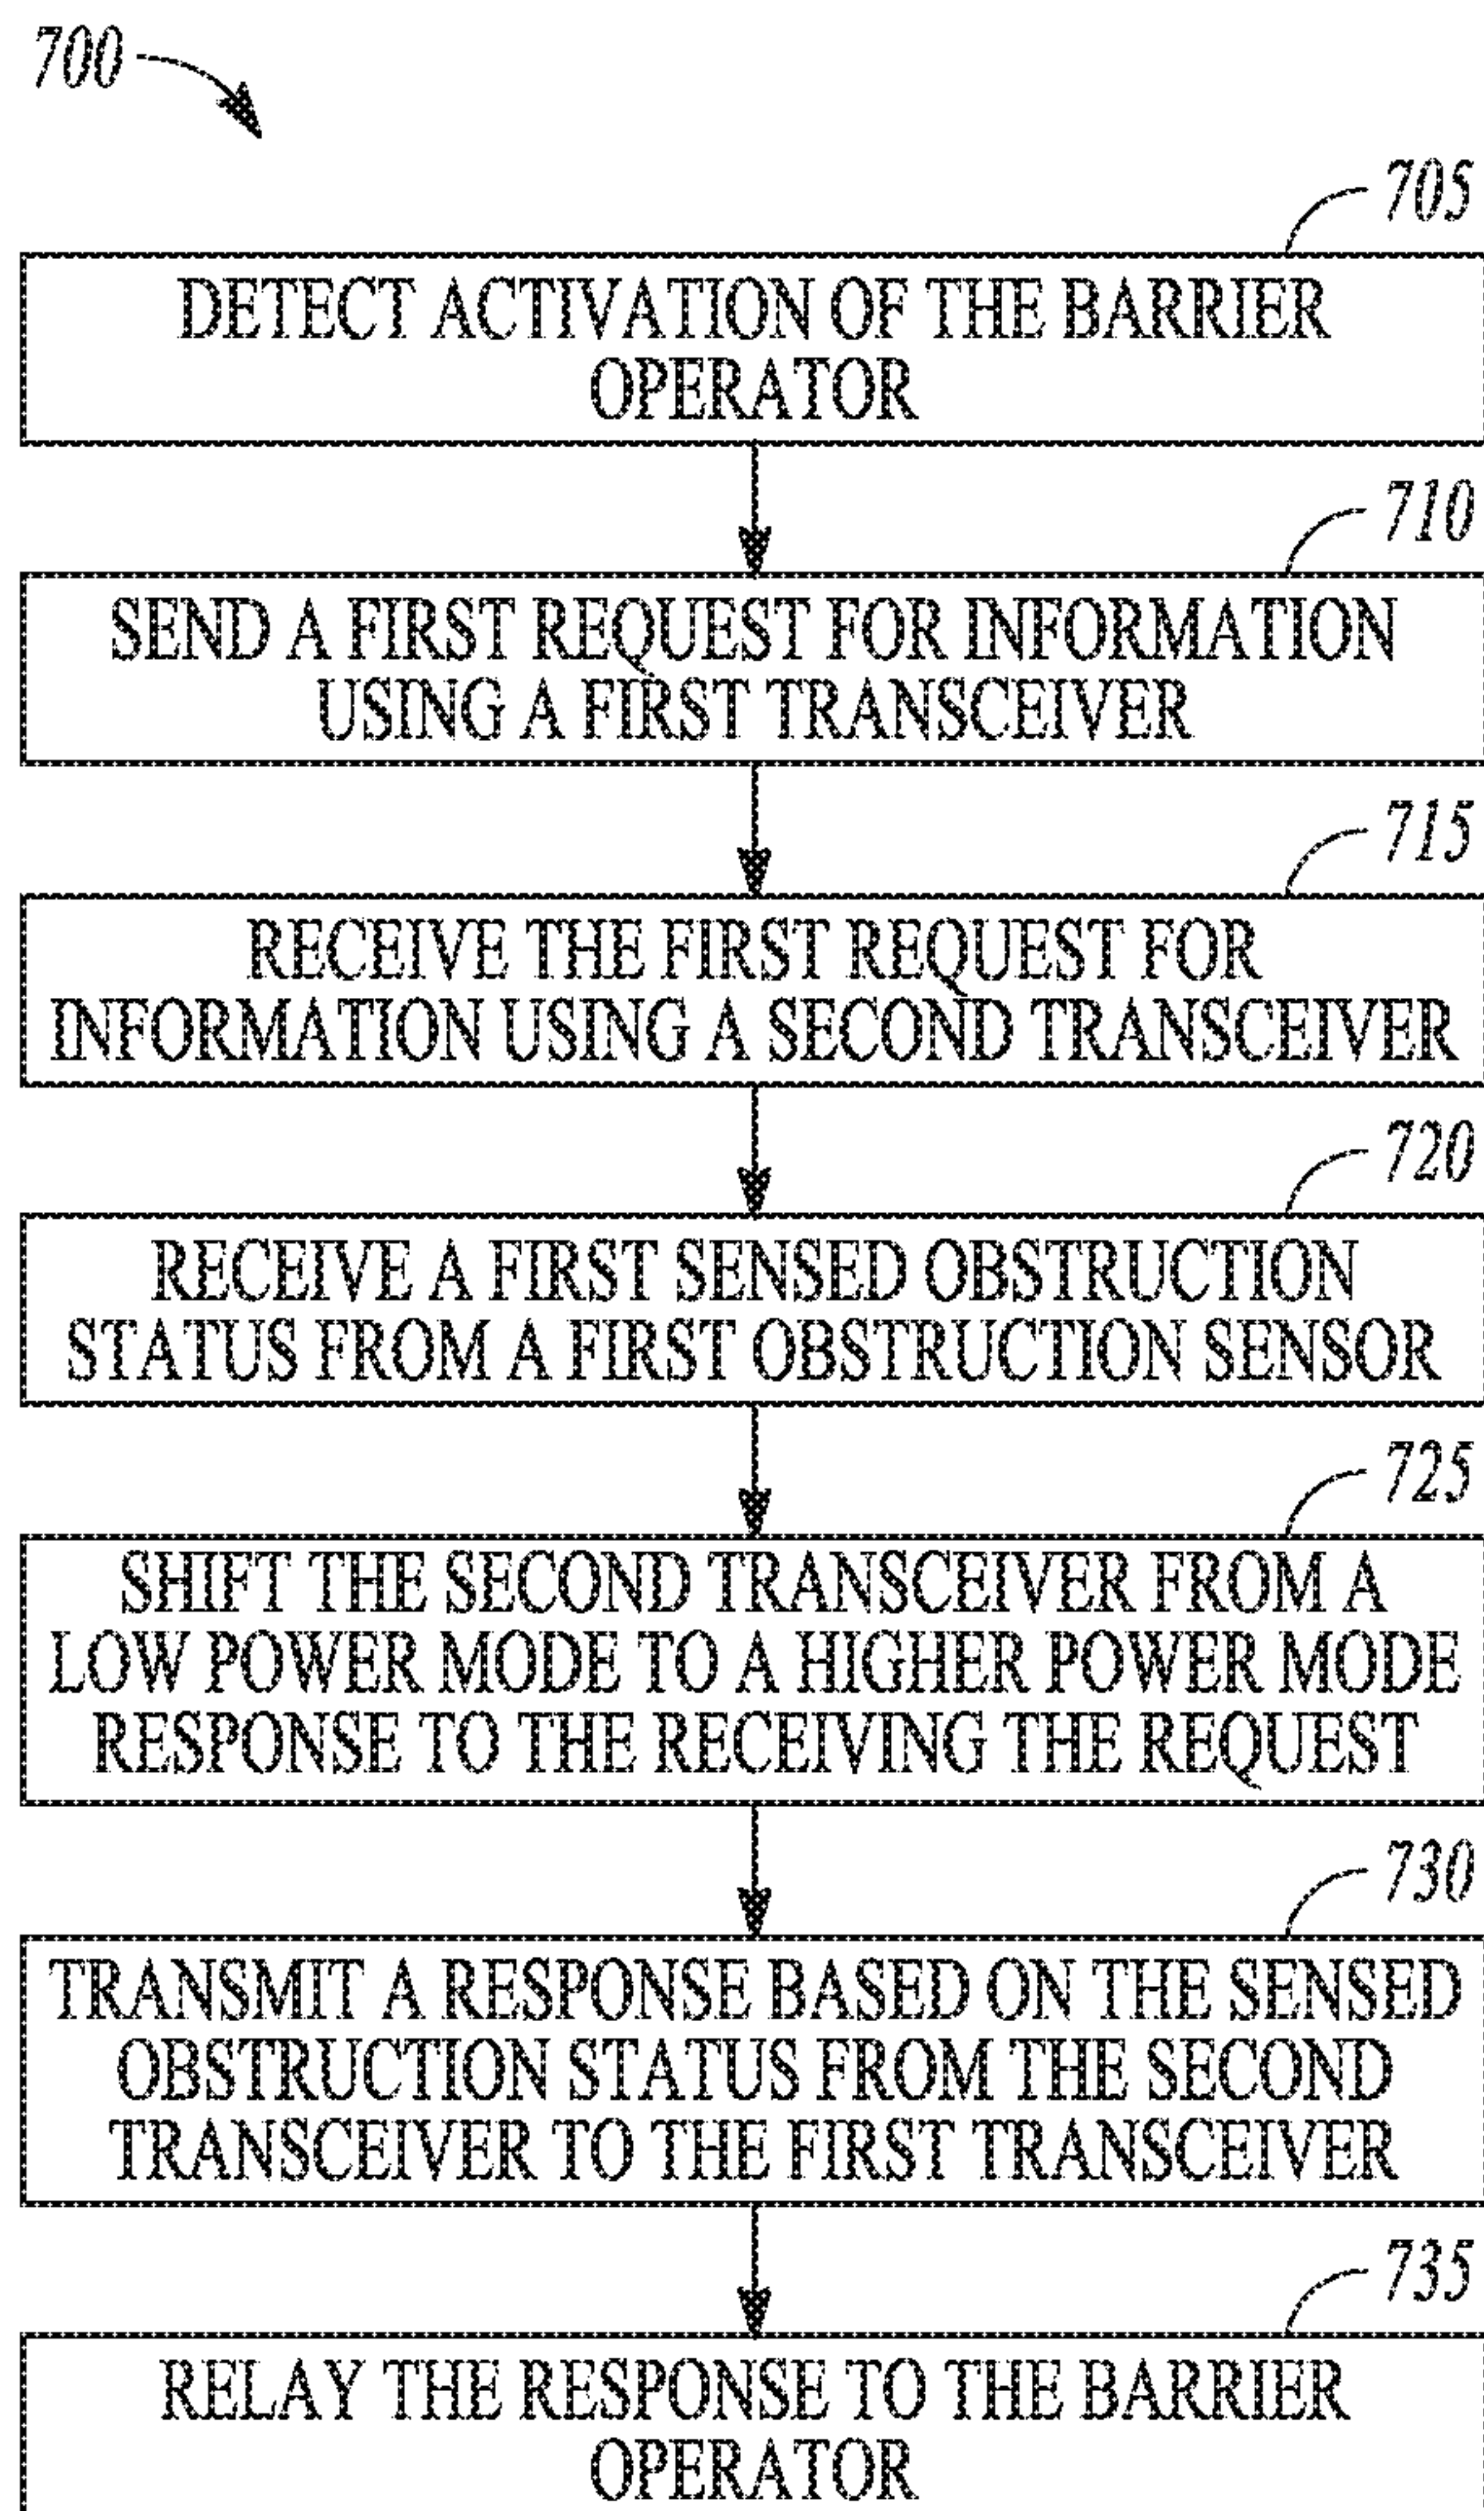 700
705
DETECT ACTIVATION OF THE BARRIER
OPERATOR
710
SEND A FIRST REQUEST FOR INFORMATION
USING A FIRST TRANSCEIVER
715
RECEIVE THE FIRST REQUEST FOR
INFORMATION USING A SECOND TRANSCEIVER
720
RECEIVE A FIRST SENSED OBSTRUCTION
STATUS FROM A FIRST OBSTRUCTION SENSOR
725
SHIFT THE SECOND TRANSCEIVER FROM A
LOW POWER MODE TO A HIGHER POWER MODE
RESPONSE TO THE RECEIVING THE REQUEST
730
TRANSMIT A RESPONSE BASED ON THE SENSED
OBSTRUCTION STATUS FROM THE SECOND
TRANSCEIVER TO THE FIRST TRANSCEIVER
735
RELAY THE RESPONSE TO THE BARRIER
OPERATOR